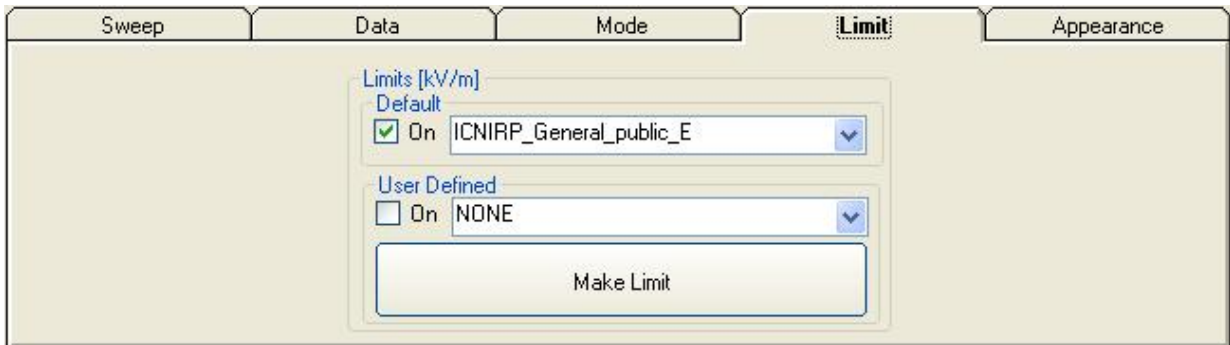 Sweep Data Mode Limit Appearance
Limits [kV/m]
Default
On ICNIRP_General_public_E
User Defined
On NONE
Make Limit